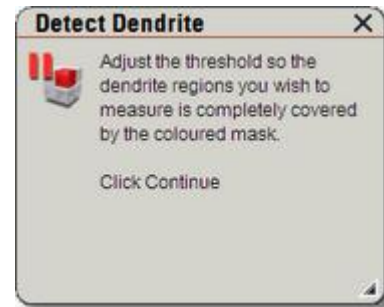 Detect Dendrite
Adjust the threshold so the
dendrite regions you wish to
measure is completely covered
by the coloured mask.
Click Continue